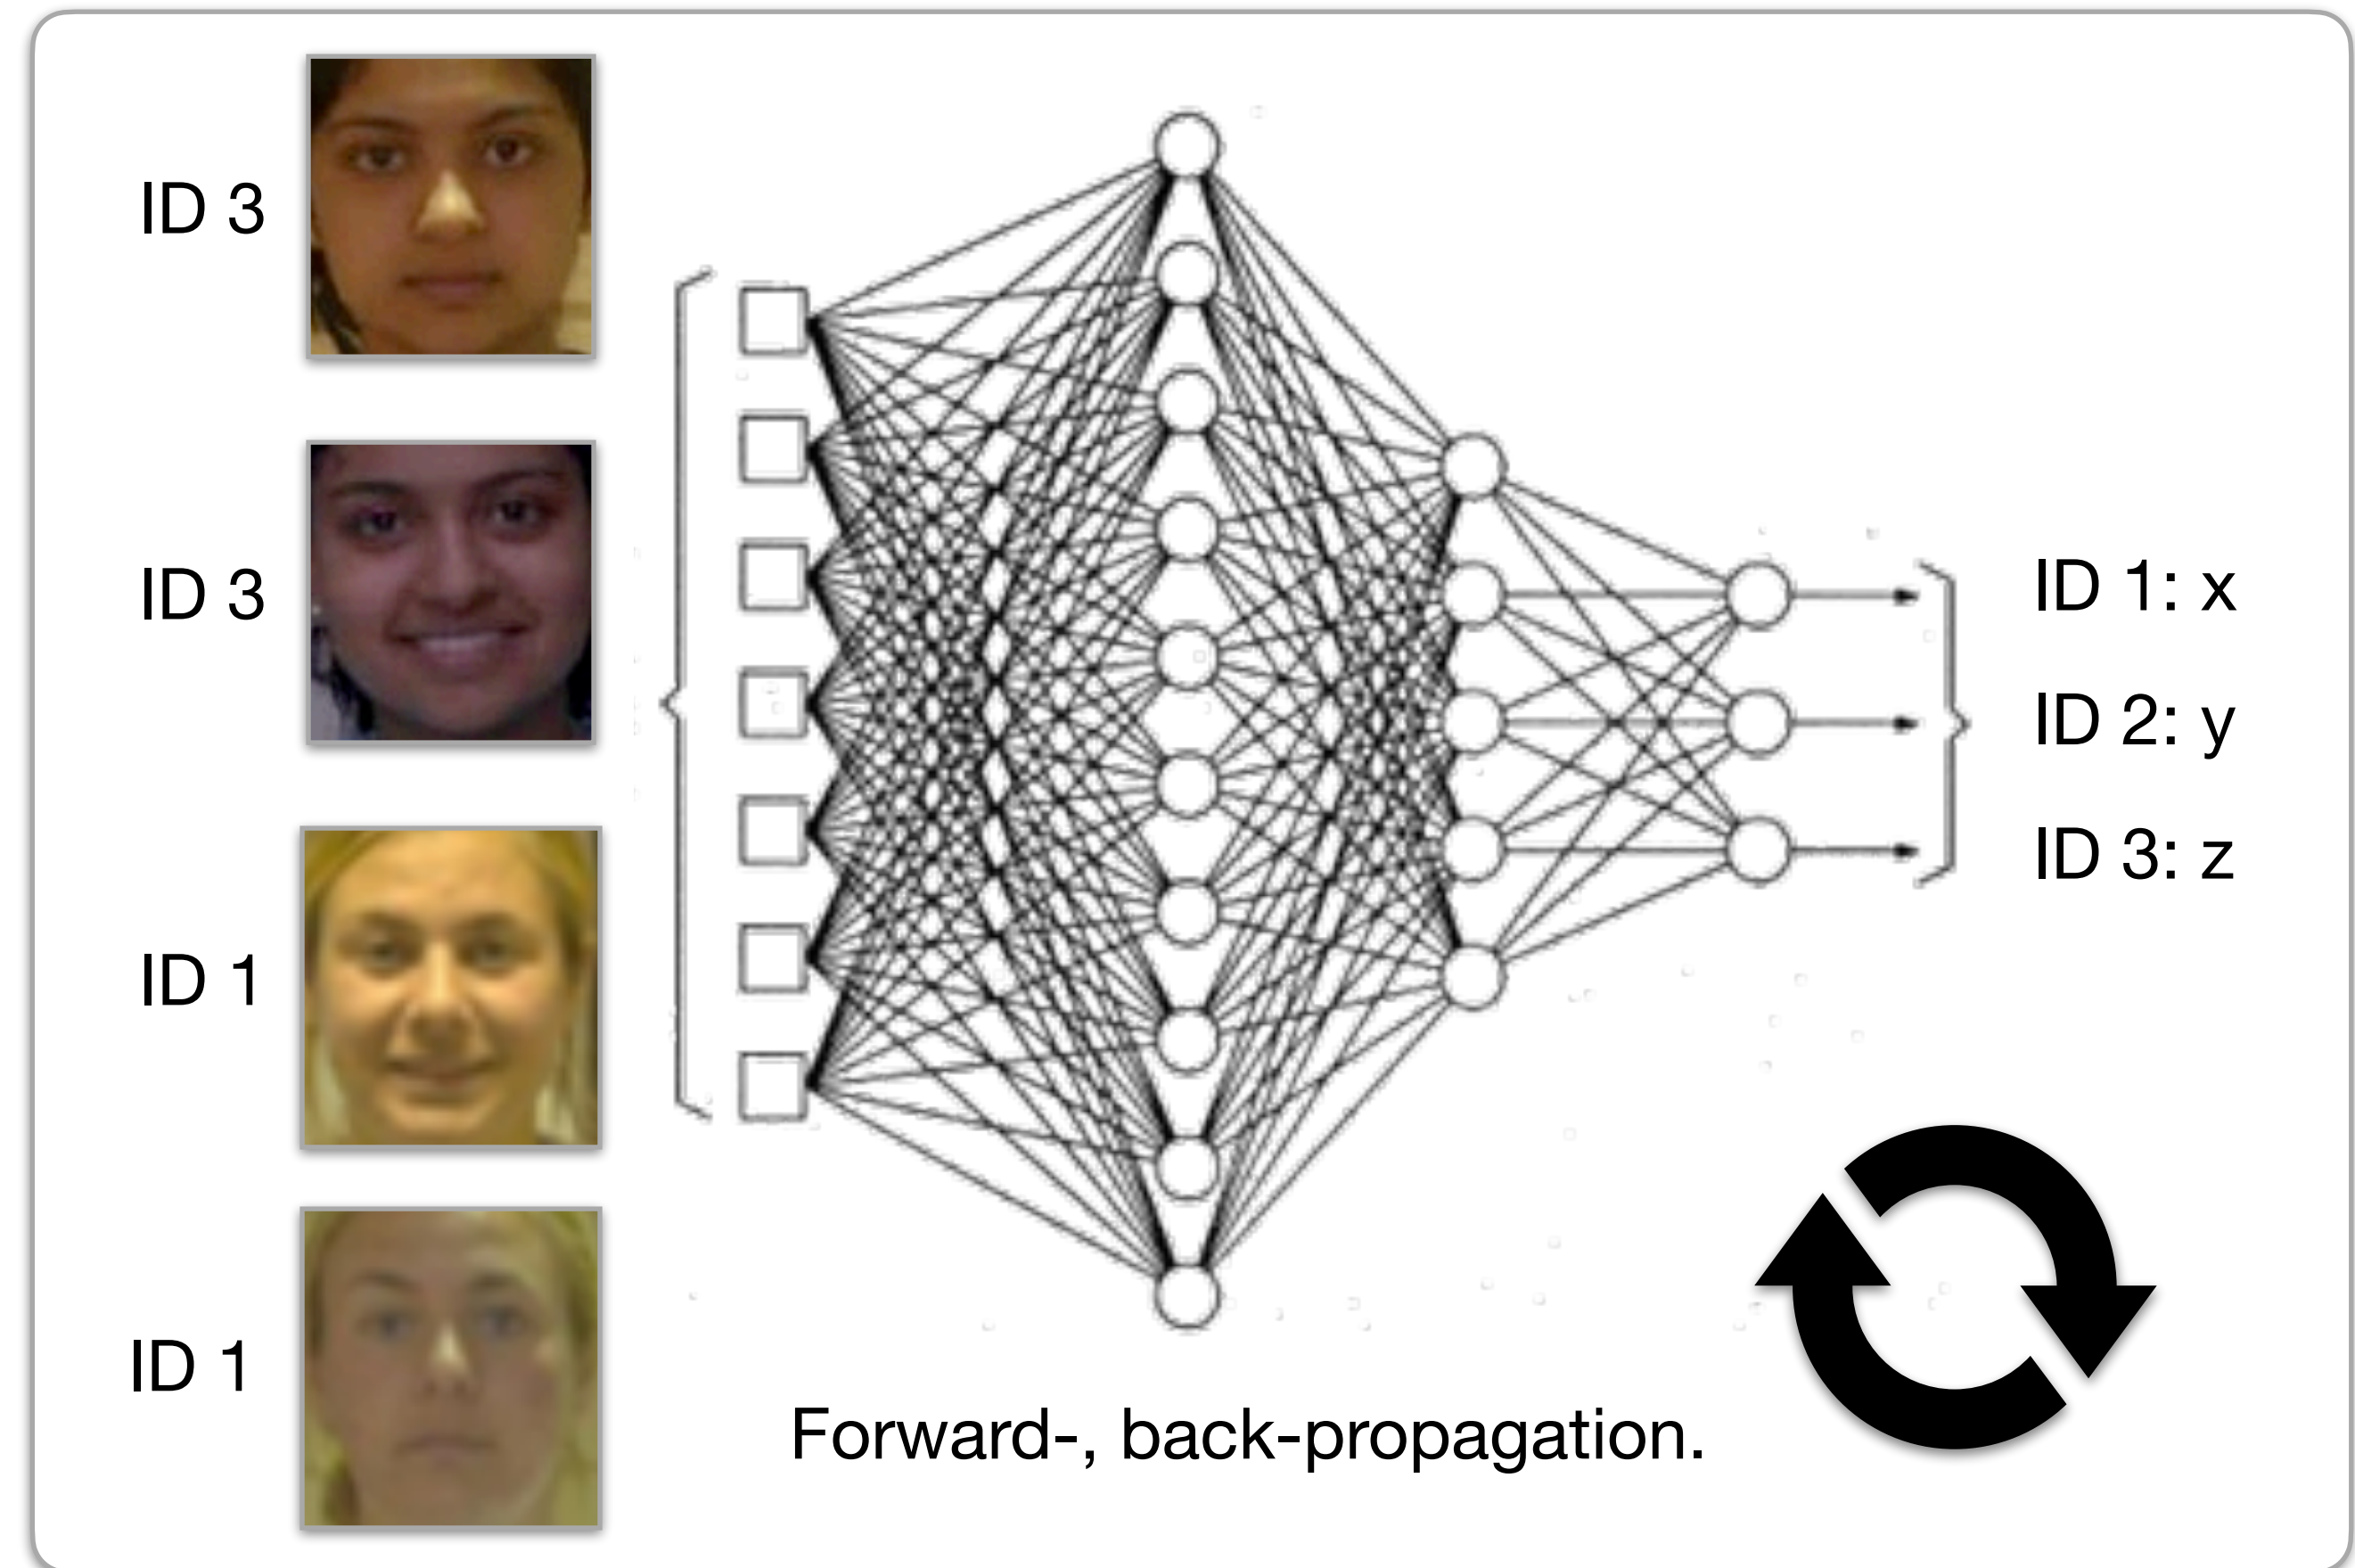 ID 3
ID 3
ID 1
ID 1
ID 1: x
ID 2: y
ID 3: z
Forward-, back-propagation.